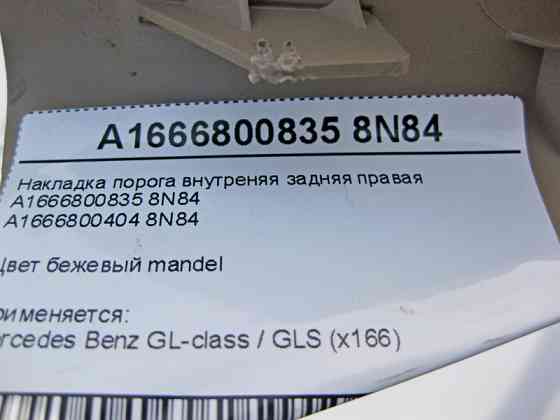 A1666800835 8N84
Накладка порога внутреняя задняя правая
A1666800835 8N84
A1666800404 8N84
Цвет бежевый mandel
рименяется:
rcedes Benz GL-class / GLS (x166)